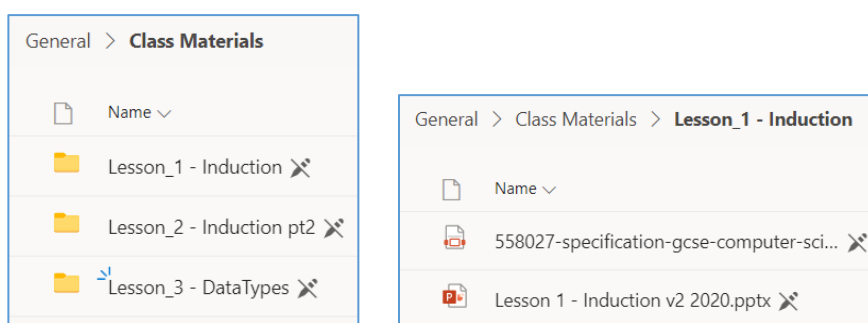 General > Class Materials
Name
Lesson_1 - Induction
Lesson_2 - Induction pt2
Lesson_3 - DataTypes
General > Class Materials > Lesson_1 - Induction
Name
558027-specification-gcse-computer-sci...
Lesson 1 - Induction v2 2020.pptx